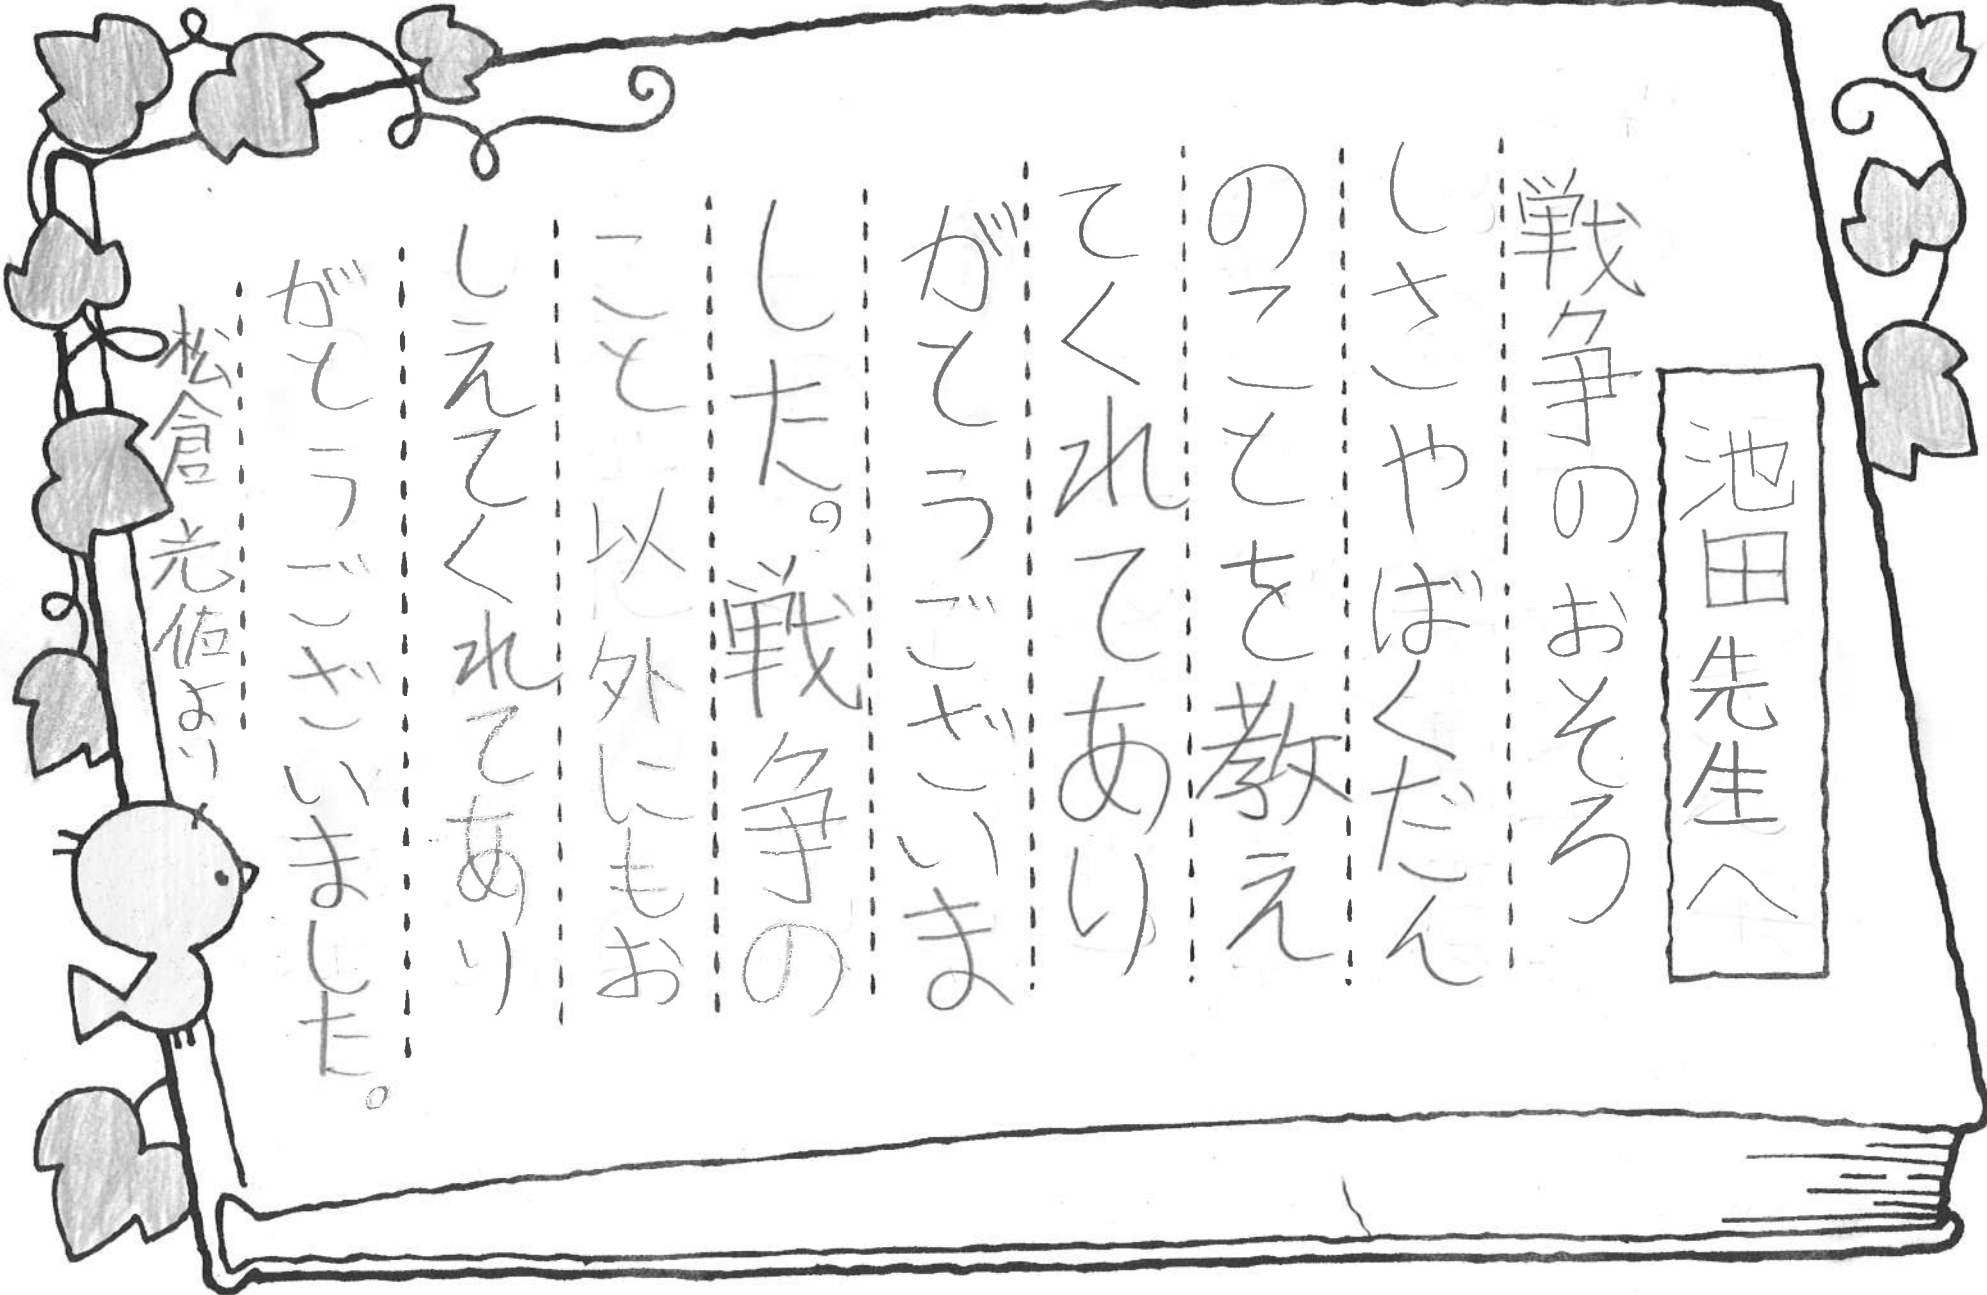 池田先生へ
戦争のおそろ
しさやばくだん
のことを教え
てくれてあり
がとうございま
した。戦争の
こと以外にもお
しえてくれてあり
がとうございました。
松倉光佑より